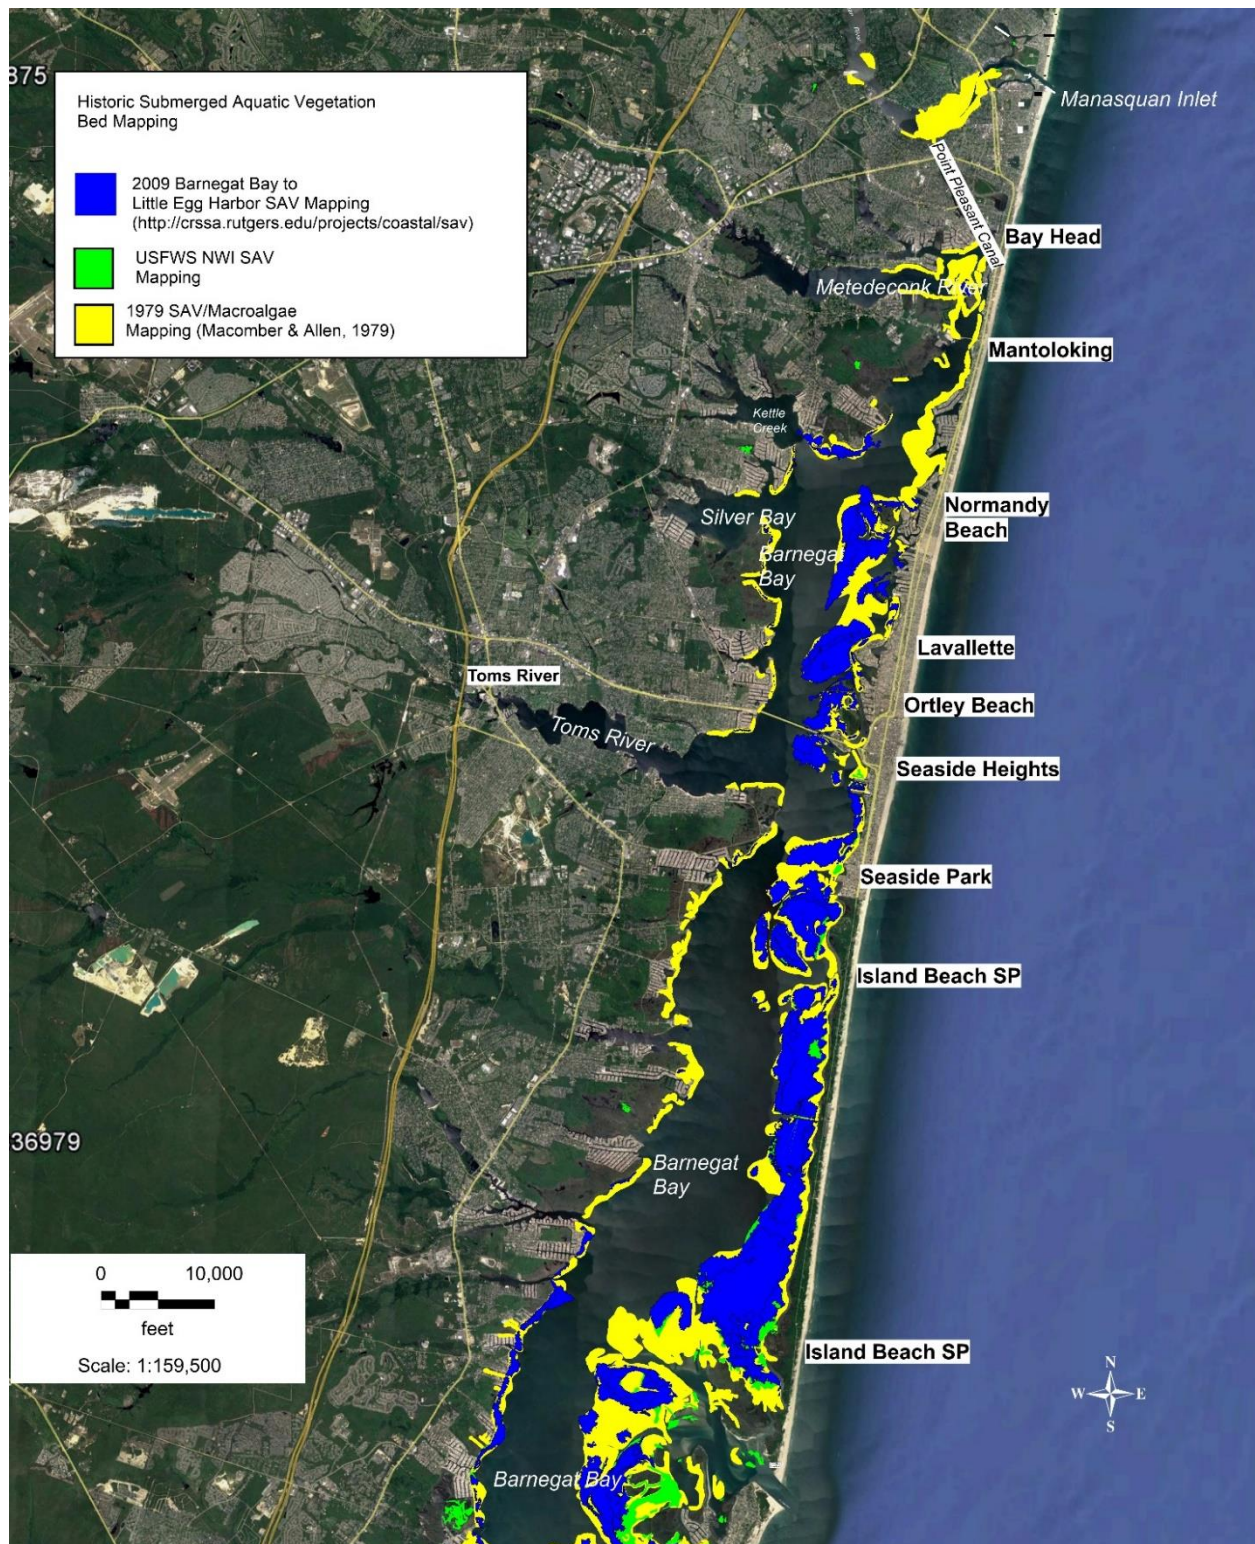 875
Historic Submerged Aquatic Vegetation
Bed Mapping
2009 Barnegat Bay to
Little Egg Harbor SAV Mapping
(http://crssa.rutgers.edu/projects/coastal/sav)
USFWS NWI SAV
Mapping
1979 SAV/Macroalgae
Mapping (Macomber & Allen, 1979)
Manasquan Inlet
Point Pleasant Canal
Bay Head
Metedeconk River
Mantoloking
Kettle
Creek
Normandy
Beach
Silver Bay
Barnegat
Bay
Lavallette
Toms River
Ortley Beach
Toms River
Seaside Heights
Seaside Park
Island Beach SP
36979
Barnegat
Bay
0 10,000
feet
Scale: 1:159,500
Island Beach SP
N
W E
S
Barnegat Bay